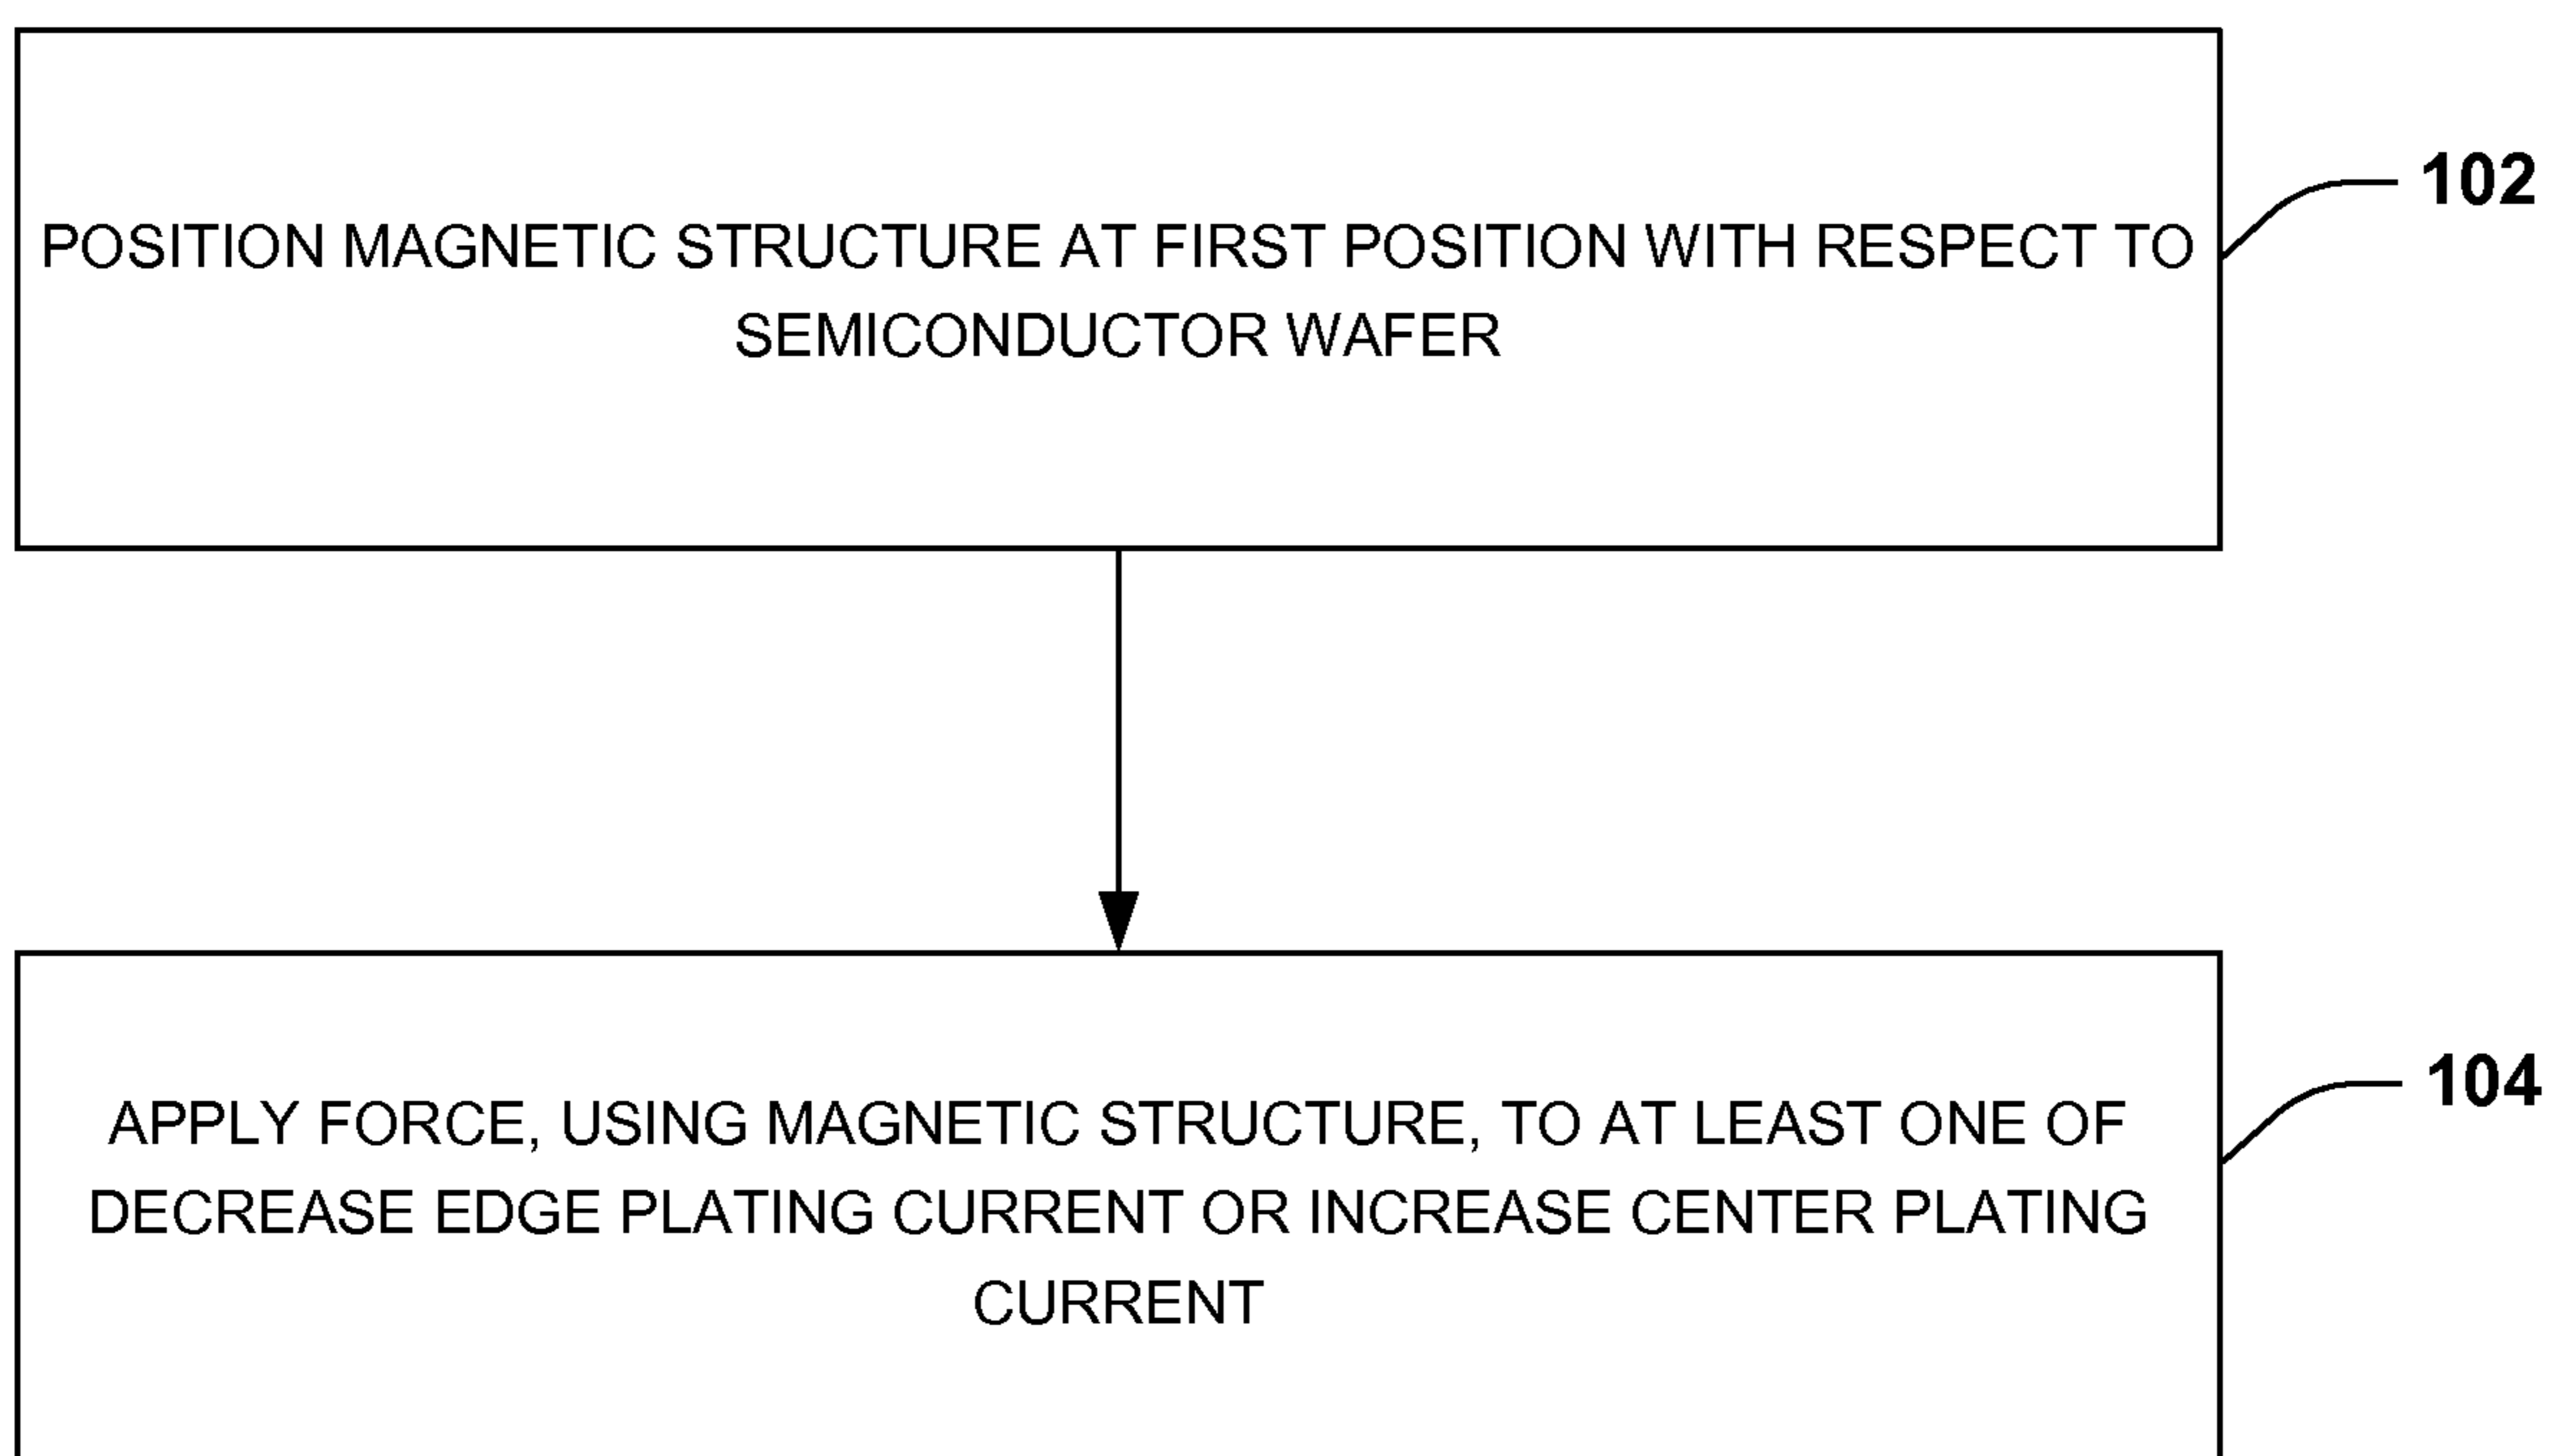 POSITION MAGNETIC STRUCTURE AT FIRST POSITION WITH RESPECT TO
SEMICONDUCTOR WAFER
102
APPLY FORCE, USING MAGNETIC STRUCTURE, TO AT LEAST ONE OF
DECREASE EDGE PLATING CURRENT OR INCREASE CENTER PLATING
CURRENT
104